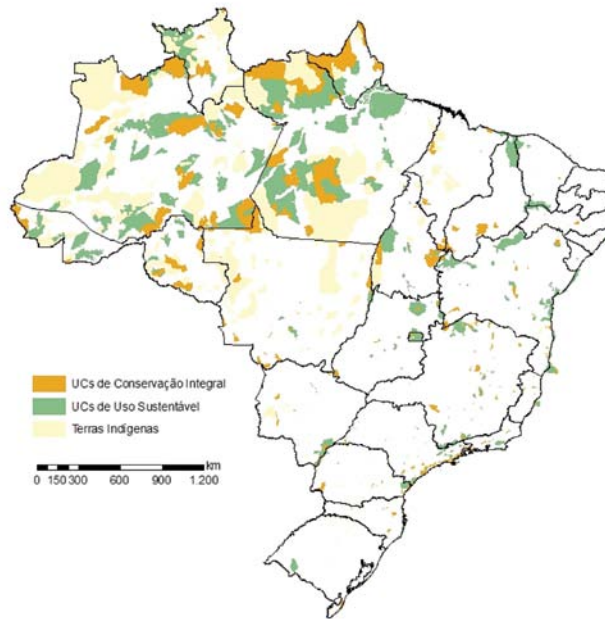 UCs de Conservação Integral
UCs de Uso Sustentável
Terras Indígenas
km
0 150 300 600 900 1.200